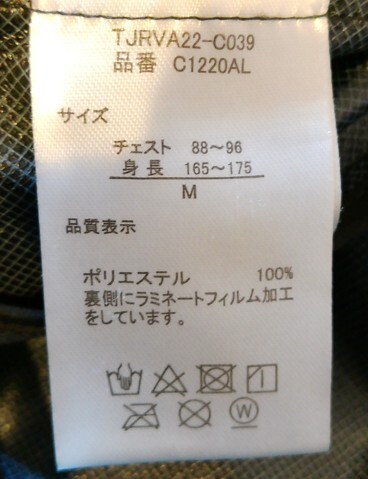 TJRVA22-C039
品番 C1220AL
サイズ
チェスト 88～96
身長 165～175
M
品質表示
ポリエステル 100%
裏側にラミネートフィルム加工
をしています。
W